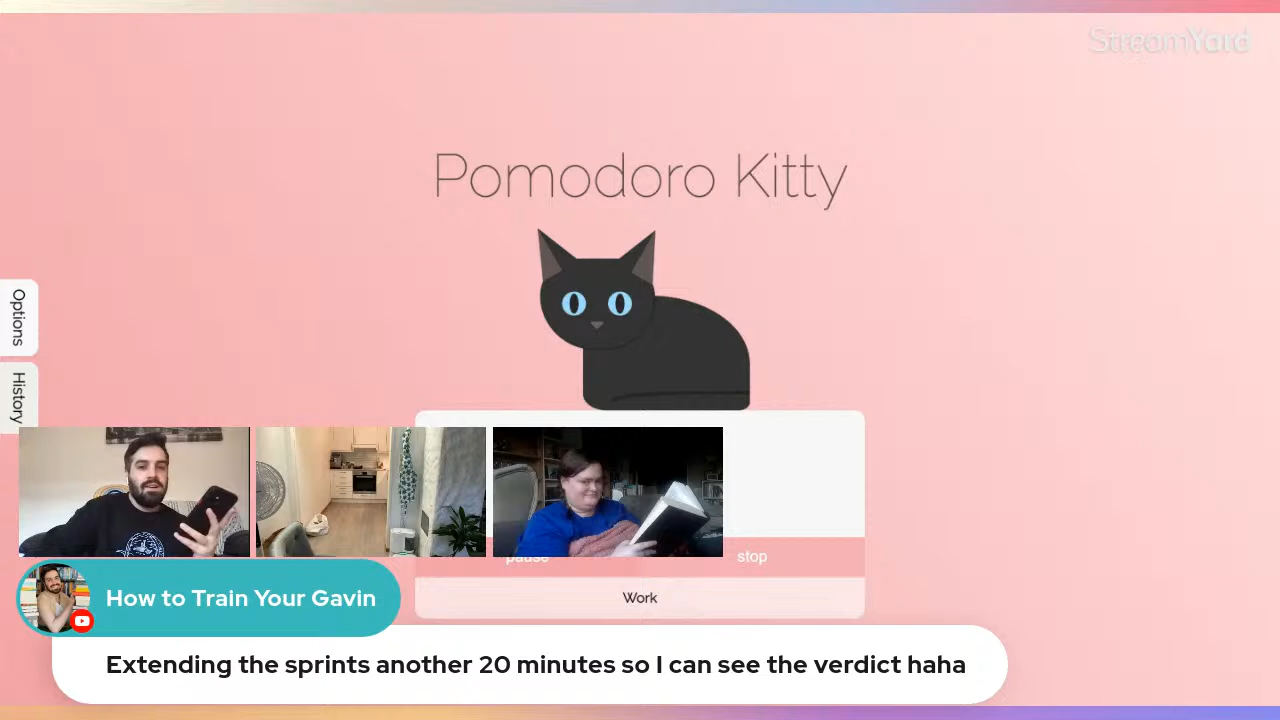 StreamYard
Pomodoro Kitty
Options
History
pause
stop
Work
How to Train Your Gavin
Extending the sprints another 20 minutes so I can see the verdict haha